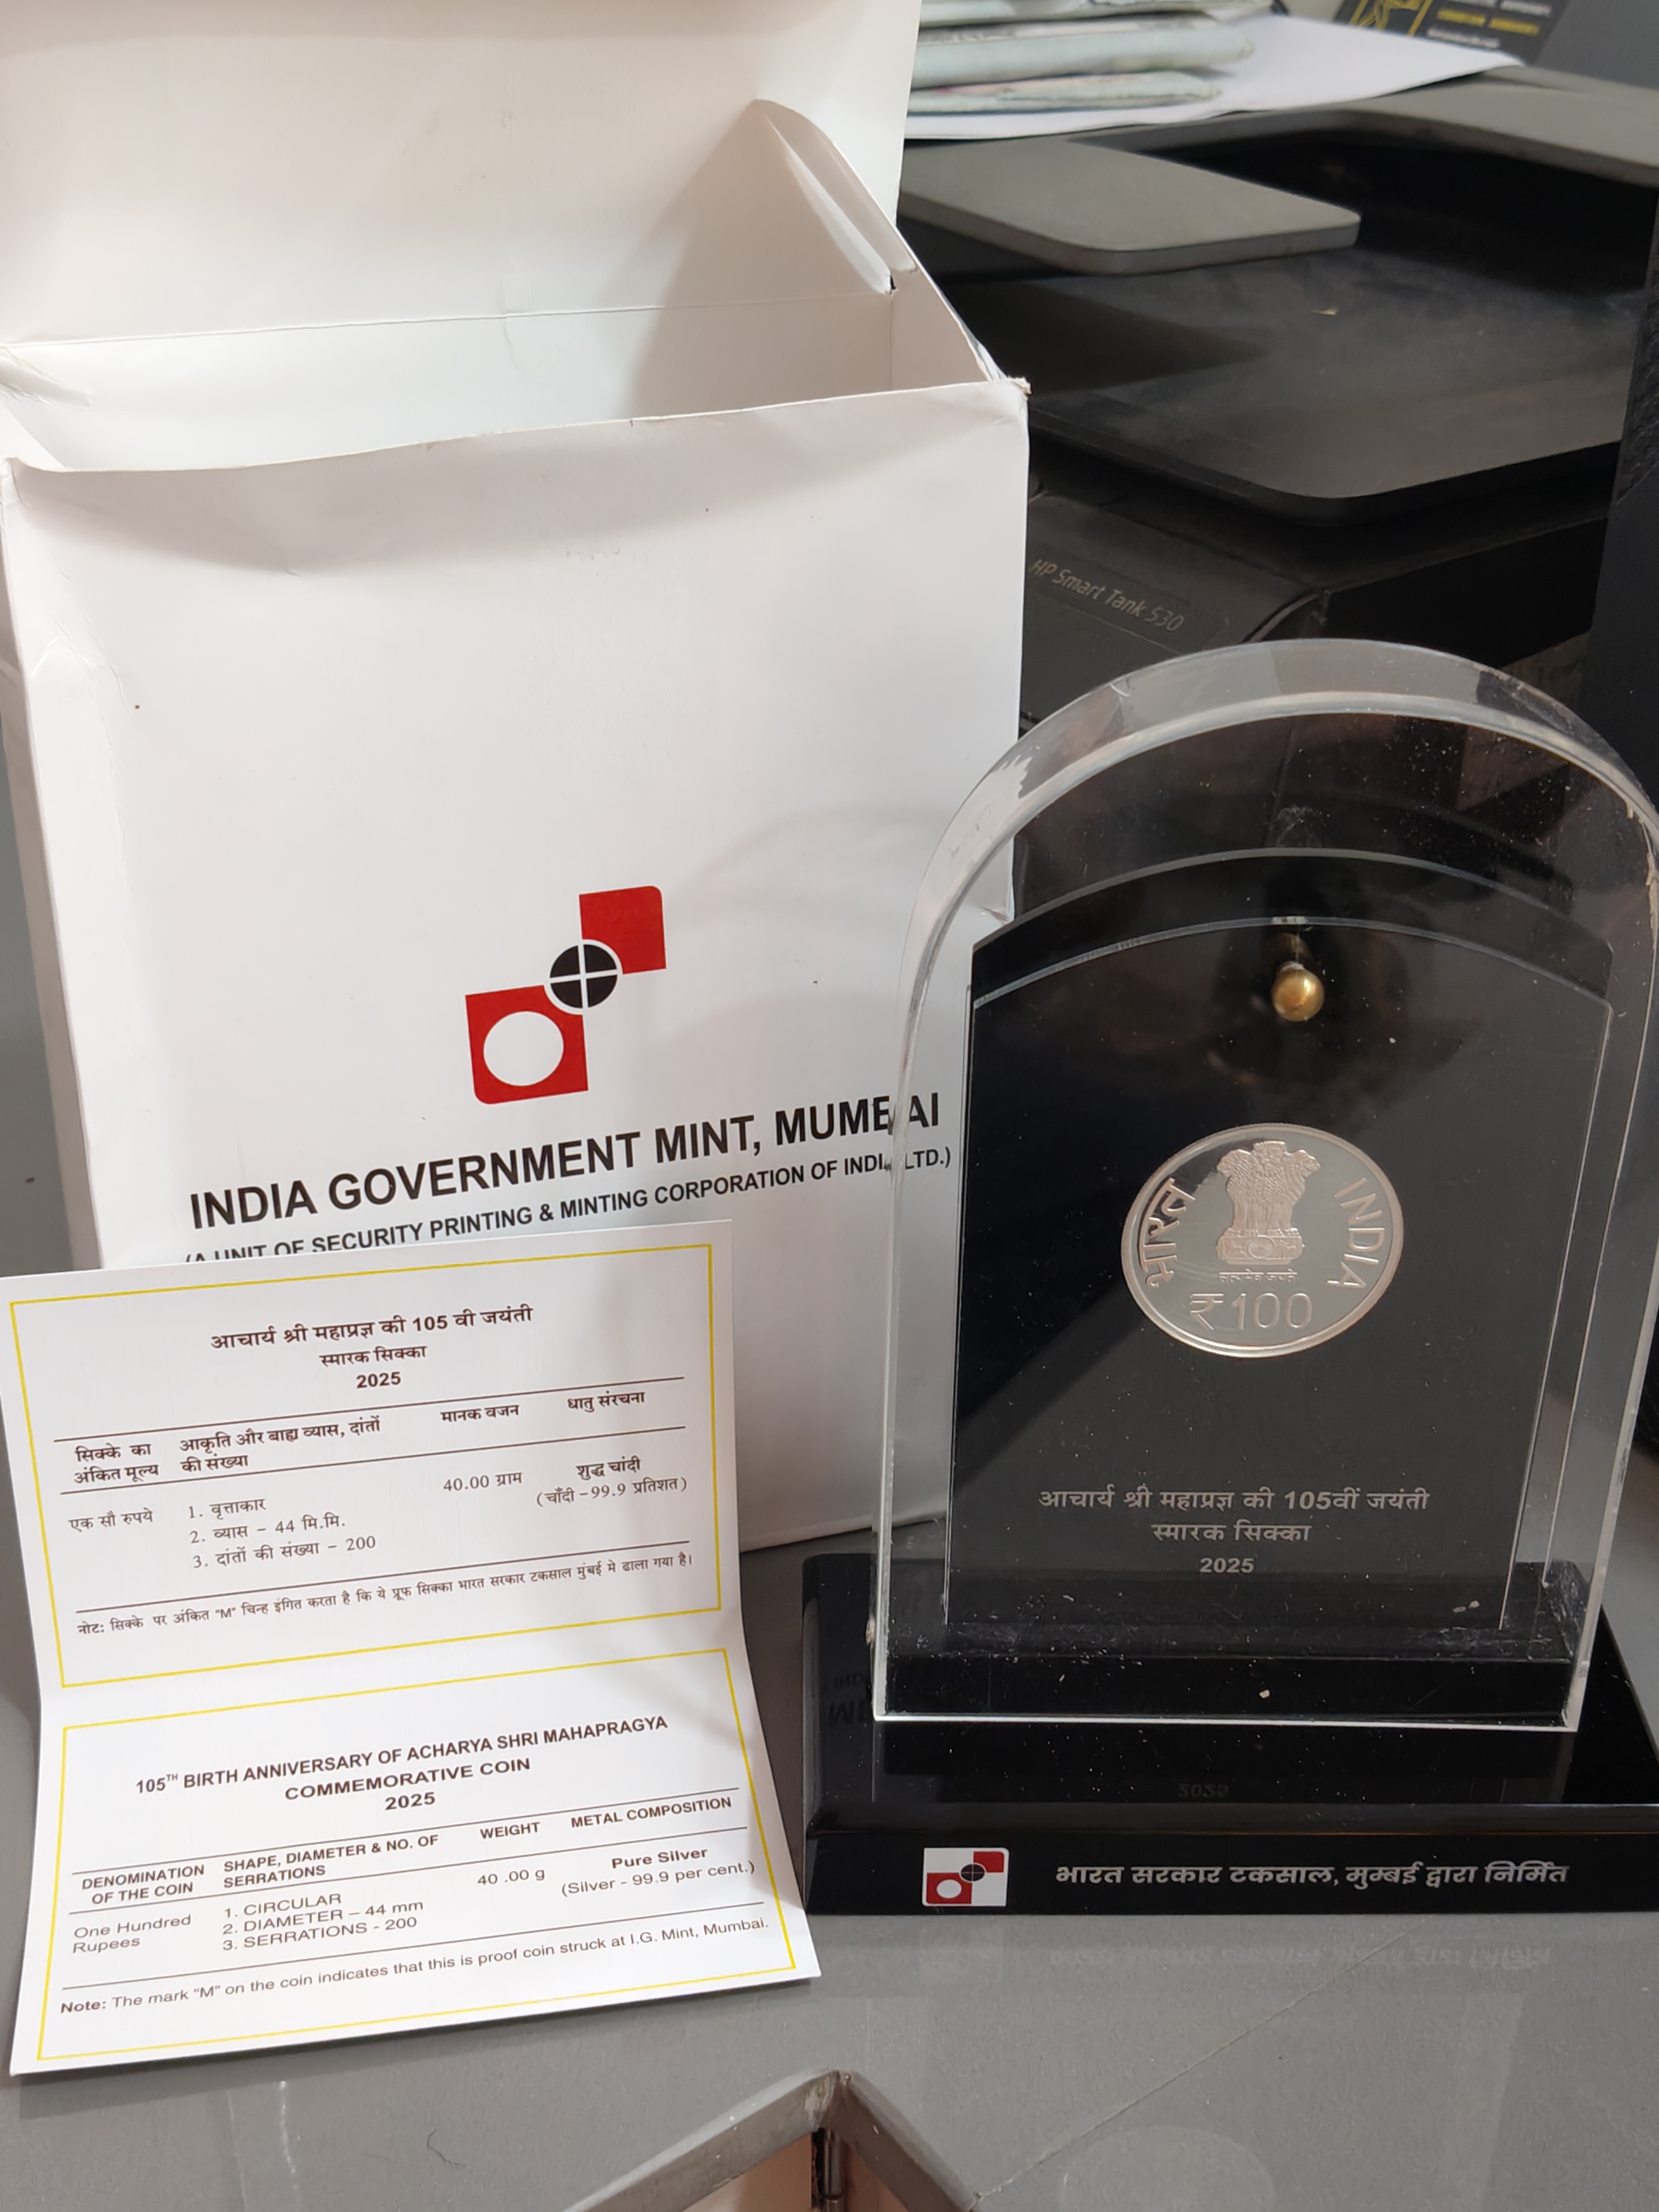 HP Smart Tank 530
INDIA GOVERNMENT MINT, MUMBAI
(A UNIT OF SECURITY PRINTING & MINTING CORPORATION OF INDIA LTD.)
आचार्य श्री महाप्रज्ञ की 105 वी जयंती
स्मारक सिक्का
2025
सिक्के का अंकित मूल्य आकृति और बाह्य व्यास, दांतों की संख्या मानक वजन धातु संरचना
एक सौ रुपये 1. वृत्ताकार 40.00 ग्राम शुद्ध चांदी
2. व्यास – 44 मि.मि. (चाँदी – 99.9 प्रतिशत)
3. दांतों की संख्या – 200
नोट: सिक्के पर अंकित "M" चिन्ह इंगित करता है कि ये प्रूफ सिक्का भारत सरकार टकसाल मुंबई मे ढाला गया है।
105TH BIRTH ANNIVERSARY OF ACHARYA SHRI MAHAPRAGYA
COMMEMORATIVE COIN
2025
DENOMINATION OF THE COIN SHAPE, DIAMETER & NO. OF SERRATIONS WEIGHT METAL COMPOSITION
One Hundred Rupees 1. CIRCULAR 40 .00 g Pure Silver
2. DIAMETER – 44 mm (Silver - 99.9 per cent.)
3. SERRATIONS - 200
Note: The mark "M" on the coin indicates that this is proof coin struck at I.G. Mint, Mumbai.
भारत INDIA
सत्यमेव जयते
₹100
आचार्य श्री महाप्रज्ञ की 105वीं जयंती
स्मारक सिक्का
2025
भारत सरकार टकसाल, मुम्बई द्वारा निर्मित